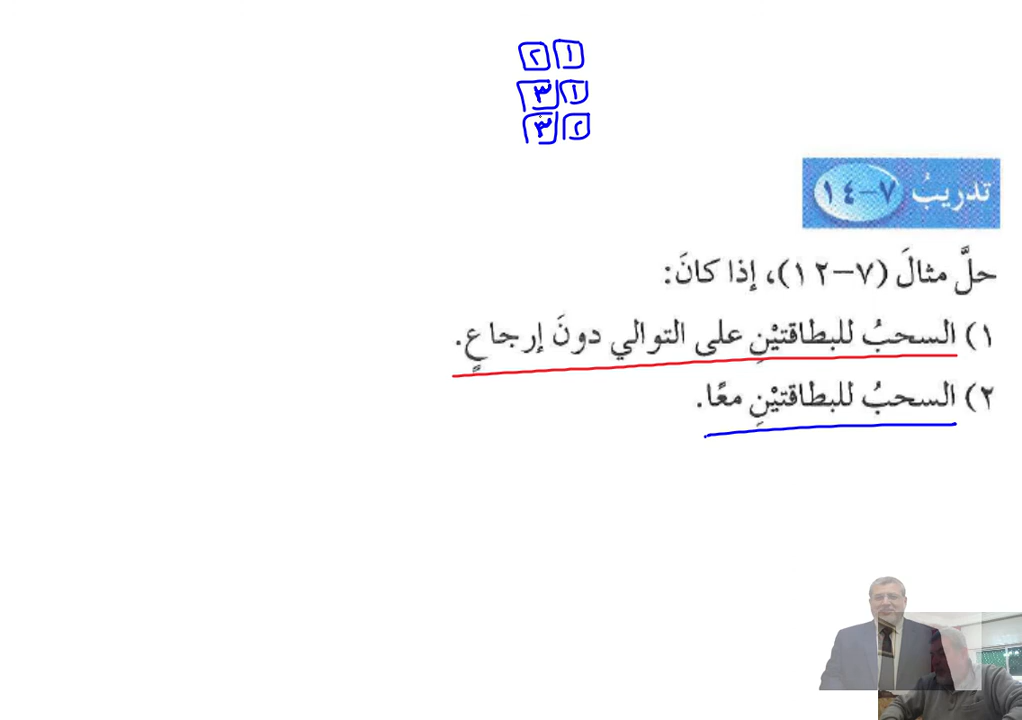 ١ ٢
١ ٣
٢ ٣
تدريبُ ٧-١٤
حلَّ مثالَ (٧-١٢)، إذا كانَ:
١) السحبُ للبطاقتيْنِ على التوالي دونَ إرجاعٍ.
٢) السحبُ للبطاقتيْنِ معًا.